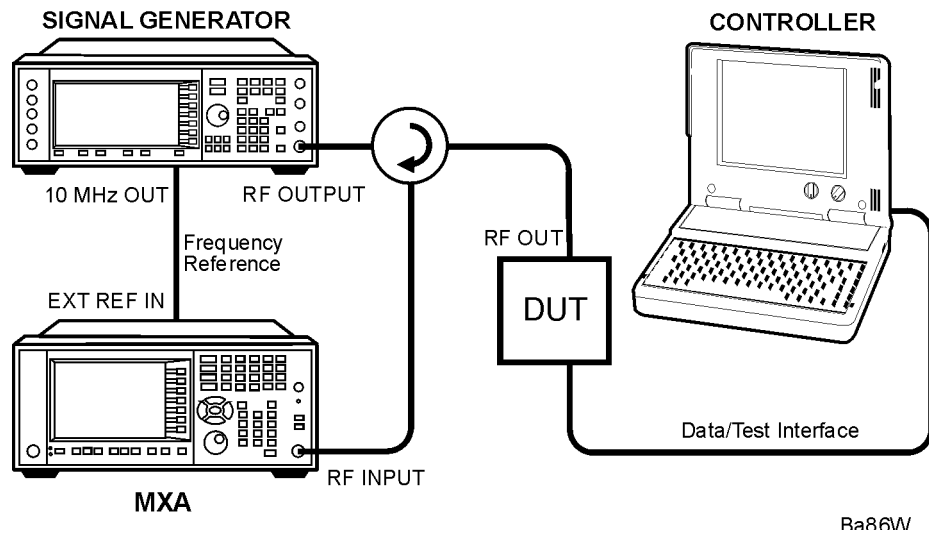 SIGNAL GENERATOR
CONTROLLER
10 MHz OUT
RF OUTPUT
Frequency
Reference
RF OUT
EXT REF IN
DUT
Data/Test Interface
RF INPUT
MXA
Ba86W